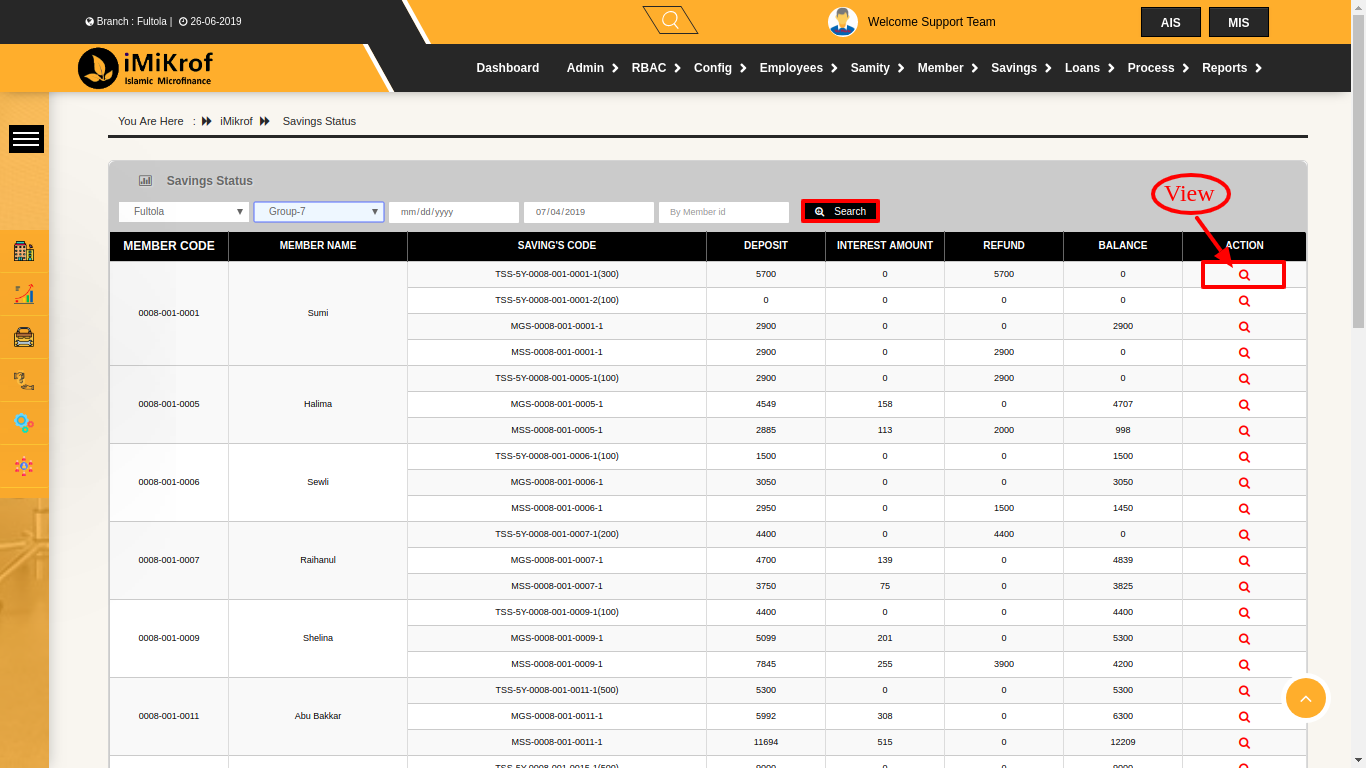 Branch : Fultola | 26-06-2019
Welcome Support Team
AIS
MIS
iMiKrof
Islamic Microfinance
Dashboard Admin RBAC Config Employees Samity Member Savings Loans Process Reports
You Are Here : iMikrof Savings Status
Savings Status
View
Fultola Group-7 mm/dd/yyyy 07/04/2019 By Member id Search
MEMBER CODE MEMBER NAME SAVING'S CODE DEPOSIT INTEREST AMOUNT REFUND BALANCE ACTION
0008-001-0001 Sumi TSS-5Y-0008-001-0001-1(300) 5700 0 5700 0
TSS-5Y-0008-001-0001-2(100) 0 0 0 0
MGS-0008-001-0001-1 2900 0 0 2900
MSS-0008-001-0001-1 2900 0 2900 0
0008-001-0005 Halima TSS-5Y-0008-001-0005-1(100) 2900 0 2900 0
MGS-0008-001-0005-1 4549 158 0 4707
MSS-0008-001-0005-1 2885 113 2000 998
0008-001-0006 Sewli TSS-5Y-0008-001-0006-1(100) 1500 0 0 1500
MGS-0008-001-0006-1 3050 0 0 3050
MSS-0008-001-0006-1 2950 0 1500 1450
0008-001-0007 Raihanul TSS-5Y-0008-001-0007-1(200) 4400 0 4400 0
MGS-0008-001-0007-1 4700 139 0 4839
MSS-0008-001-0007-1 3750 75 0 3825
0008-001-0009 Shelina TSS-5Y-0008-001-0009-1(100) 4400 0 0 4400
MGS-0008-001-0009-1 5099 201 0 5300
MSS-0008-001-0009-1 7845 255 3900 4200
0008-001-0011 Abu Bakkar TSS-5Y-0008-001-0011-1(500) 5300 0 0 5300
MGS-0008-001-0011-1 5992 308 0 6300
MSS-0008-001-0011-1 11694 515 0 12209
TSS-5Y-0008-001-0015-1(500) 9000 0 0 9000